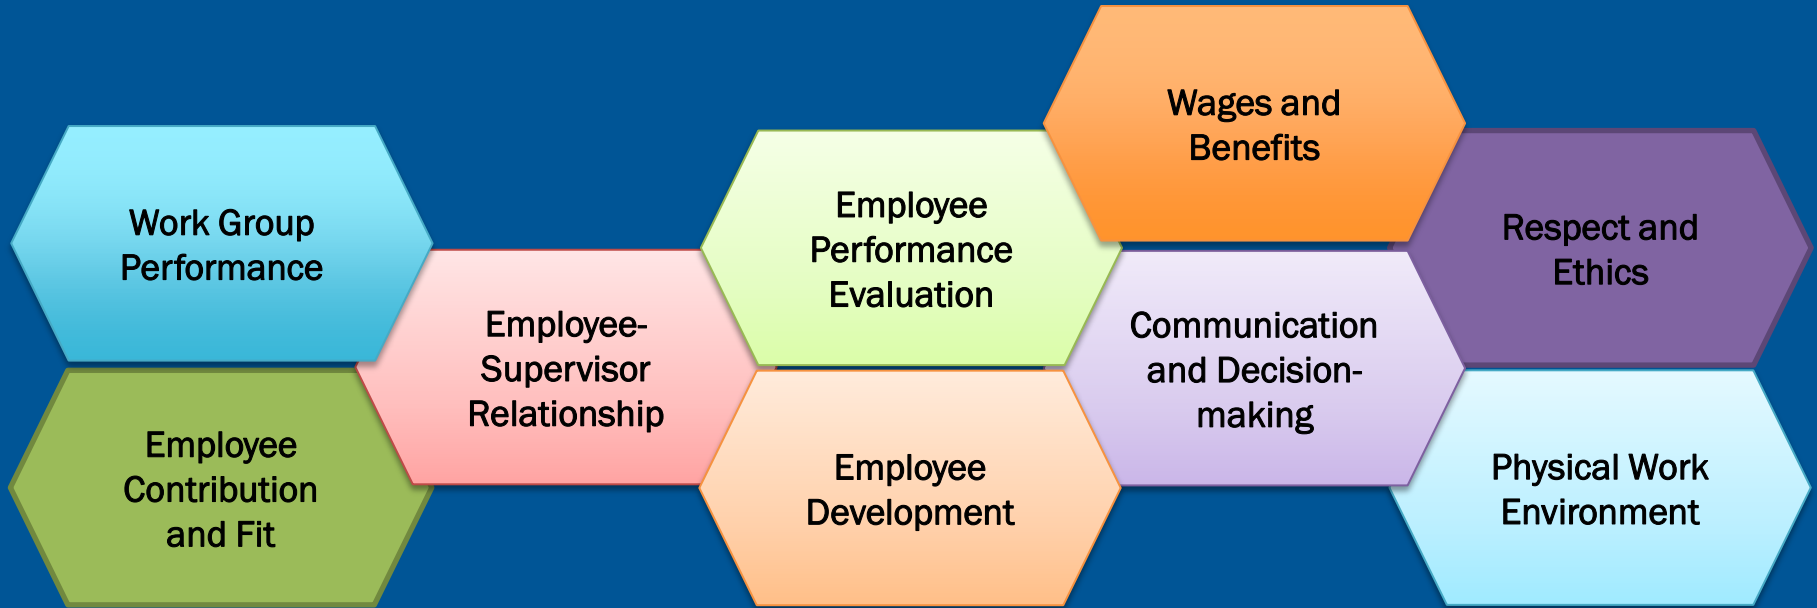 Work Group
Performance
Employee
Contribution
and Fit
Employee-
Supervisor
Relationship
Employee
Performance
Evaluation
Employee
Development
Wages and
Benefits
Communication
and Decision-
making
Respect and
Ethics
Physical Work
Environment